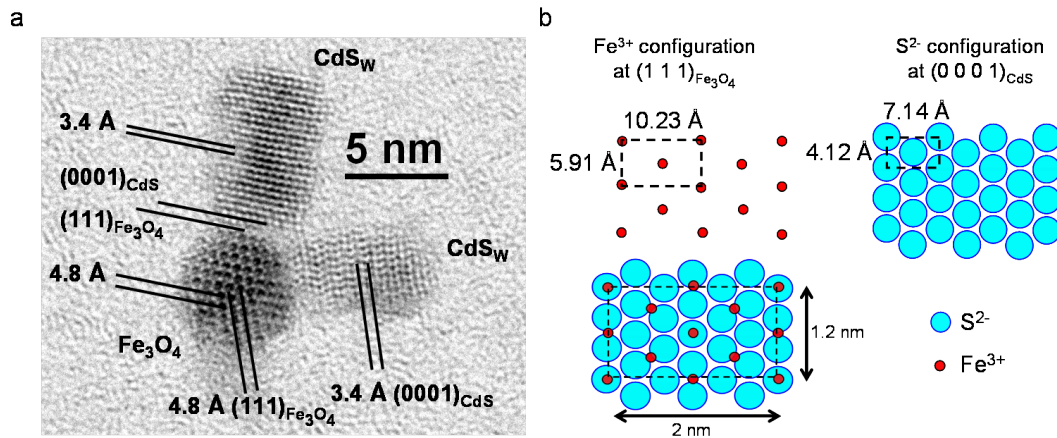 a
CdS_W
3.4 Å
5 nm
(0001)_CdS
(111)_Fe₃O₄
CdS_W
4.8 Å
Fe₃O₄
4.8 Å (111)_Fe₃O₄
3.4 Å (0001)_CdS
b
Fe³⁺ configuration
at (1 1 1)_Fe₃O₄
S²⁻ configuration
at (0 0 0 1)_CdS
10.23 Å
5.91 Å
7.14 Å
4.12 Å
1.2 nm
2 nm
S²⁻
Fe³⁺